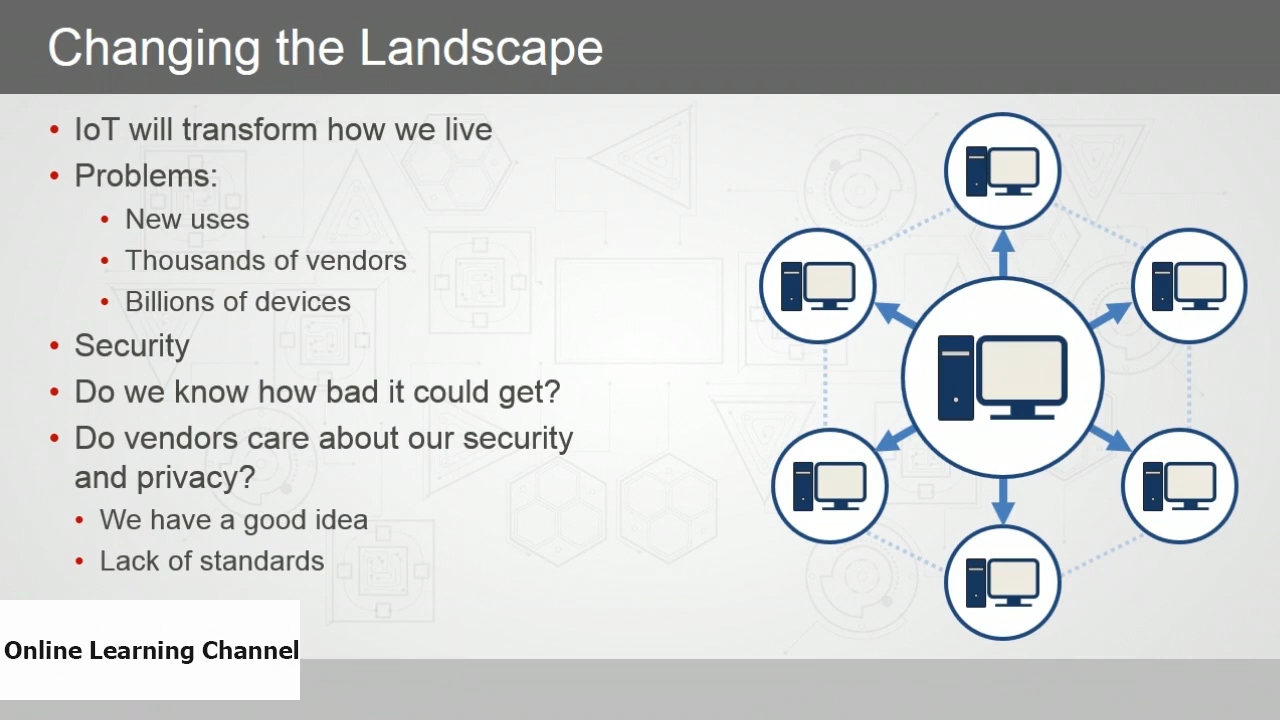 Changing the Landscape
• IoT will transform how we live
• Problems:
• New uses
• Thousands of vendors
• Billions of devices
• Security
• Do we know how bad it could get?
• Do vendors care about our security
and privacy?
• We have a good idea
• Lack of standards
Online Learning Channel